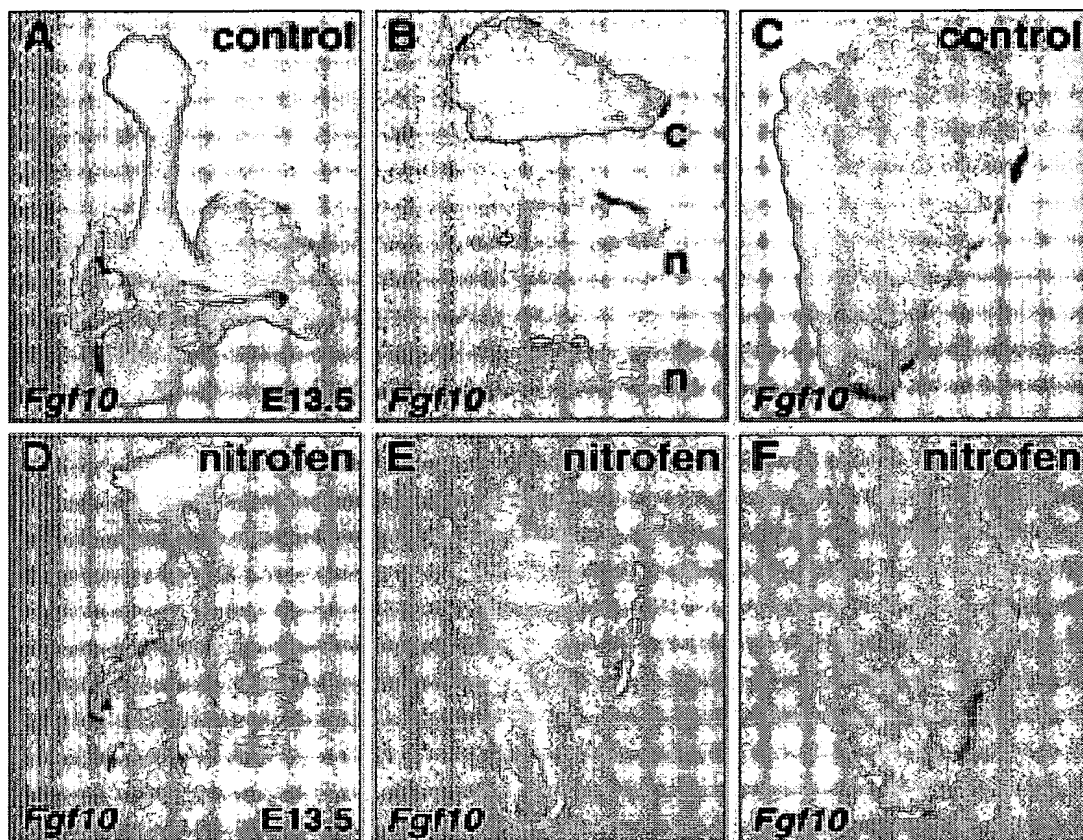 A control
B
c
n
n
Fgf10
C control
Fgf10
Fgf10 E13.5
D nitrofen
Fgf10 E13.5
E nitrofen
Fgf10
F nitrofen
Fgf10